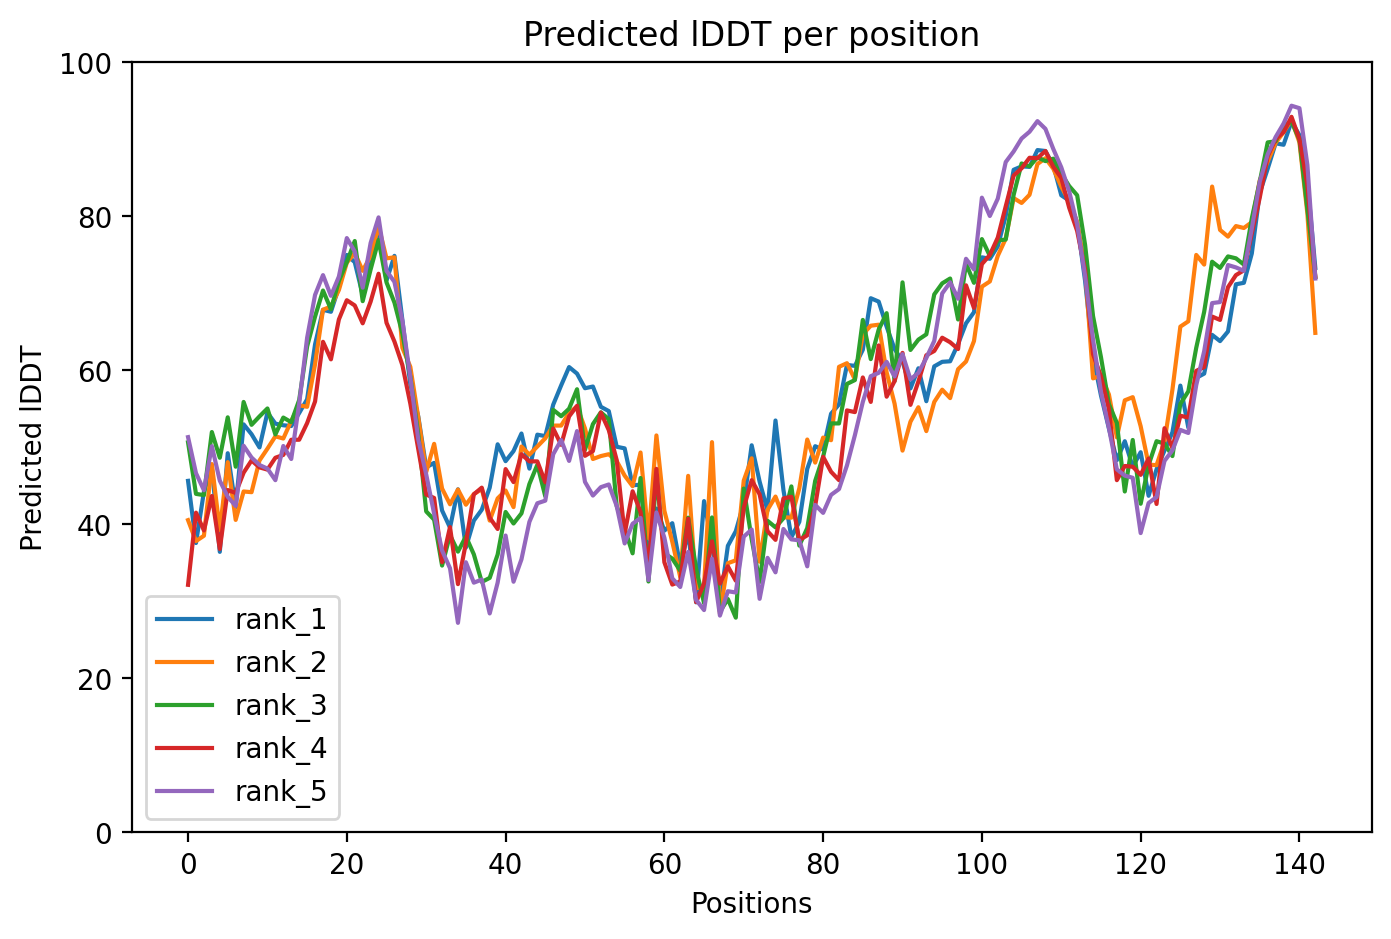 Predicted lDDT per position
100
80
60
40
20
0
Predicted lDDT
rank_1
rank_2
rank_3
rank_4
rank_5
0 20 40 60 80 100 120 140
Positions